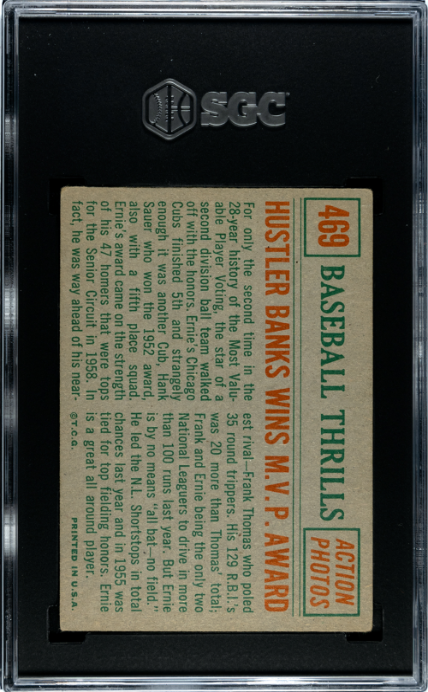 SGC
469
BASEBALL THRILLS
ACTION
PHOTOS
HUSTLER BANKS WINS M.V.P. AWARD
For only the second time in the
28-year history of the Most Valu-
able Player Voting, the star of a
second division ball team walked
off with the honors. Ernie's Chicago
Cubs finished 5th and strangely
enough it was another Cub, Hank
Sauer who won the 1952 award,
also with a fifth place squad.
Ernie's award came on the strength
of his 47 homers that were tops
for the Senior Circuit in 1958. In
fact, he was way ahead of his near-
est rival—Frank Thomas who poled
35 round trippers. His 129 R.B.I.'s
was 20 more than Thomas' total;
Frank and Ernie being the only two
National Leaguers to drive in more
than 100 runs last year. But Ernie
is by no means "all bat—no field."
He led the N.L. Shortstops in total
chances last year and in 1955 was
tied for top fielding honors. Ernie
is a great all around player.
©T.C.G.
PRINTED IN U.S.A.